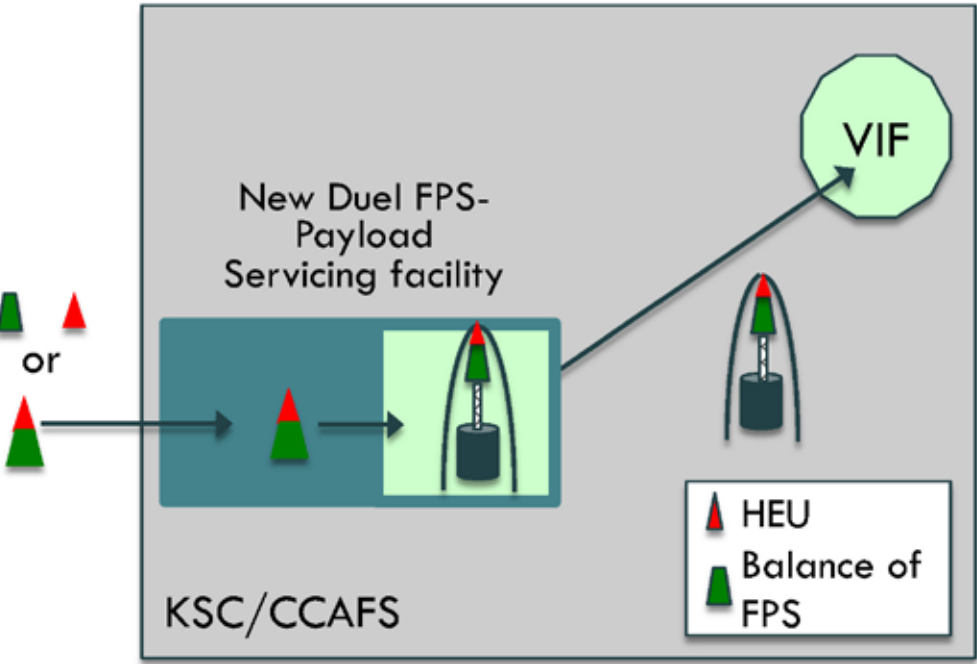 VIF
New Duel FPS-
Payload
Servicing facility
or
HEU
Balance of
FPS
KSC/CCAFS